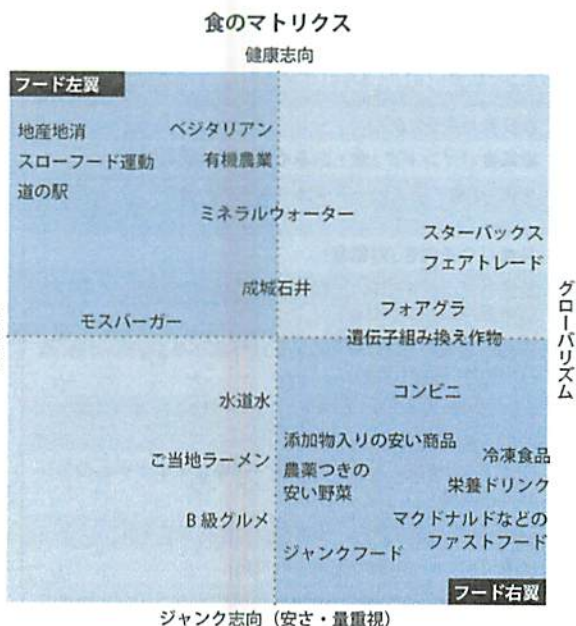 食のマトリクス
健康志向
フード左翼
地産地消
ベジタリアン
スローフード運動
有機農業
道の駅
ミネラルウォーター
スターバックス
フェアトレード
成城石井
フォアグラ
モスバーガー
遺伝子組み換え作物
グローバリズム
コンビニ
水道水
添加物入りの安い商品
冷凍食品
ご当地ラーメン
農薬つきの
安い野菜
栄養ドリンク
B級グルメ
マクドナルドなどの
ファストフード
ジャンクフード
フード右翼
ジャンク志向(安さ・量重視)